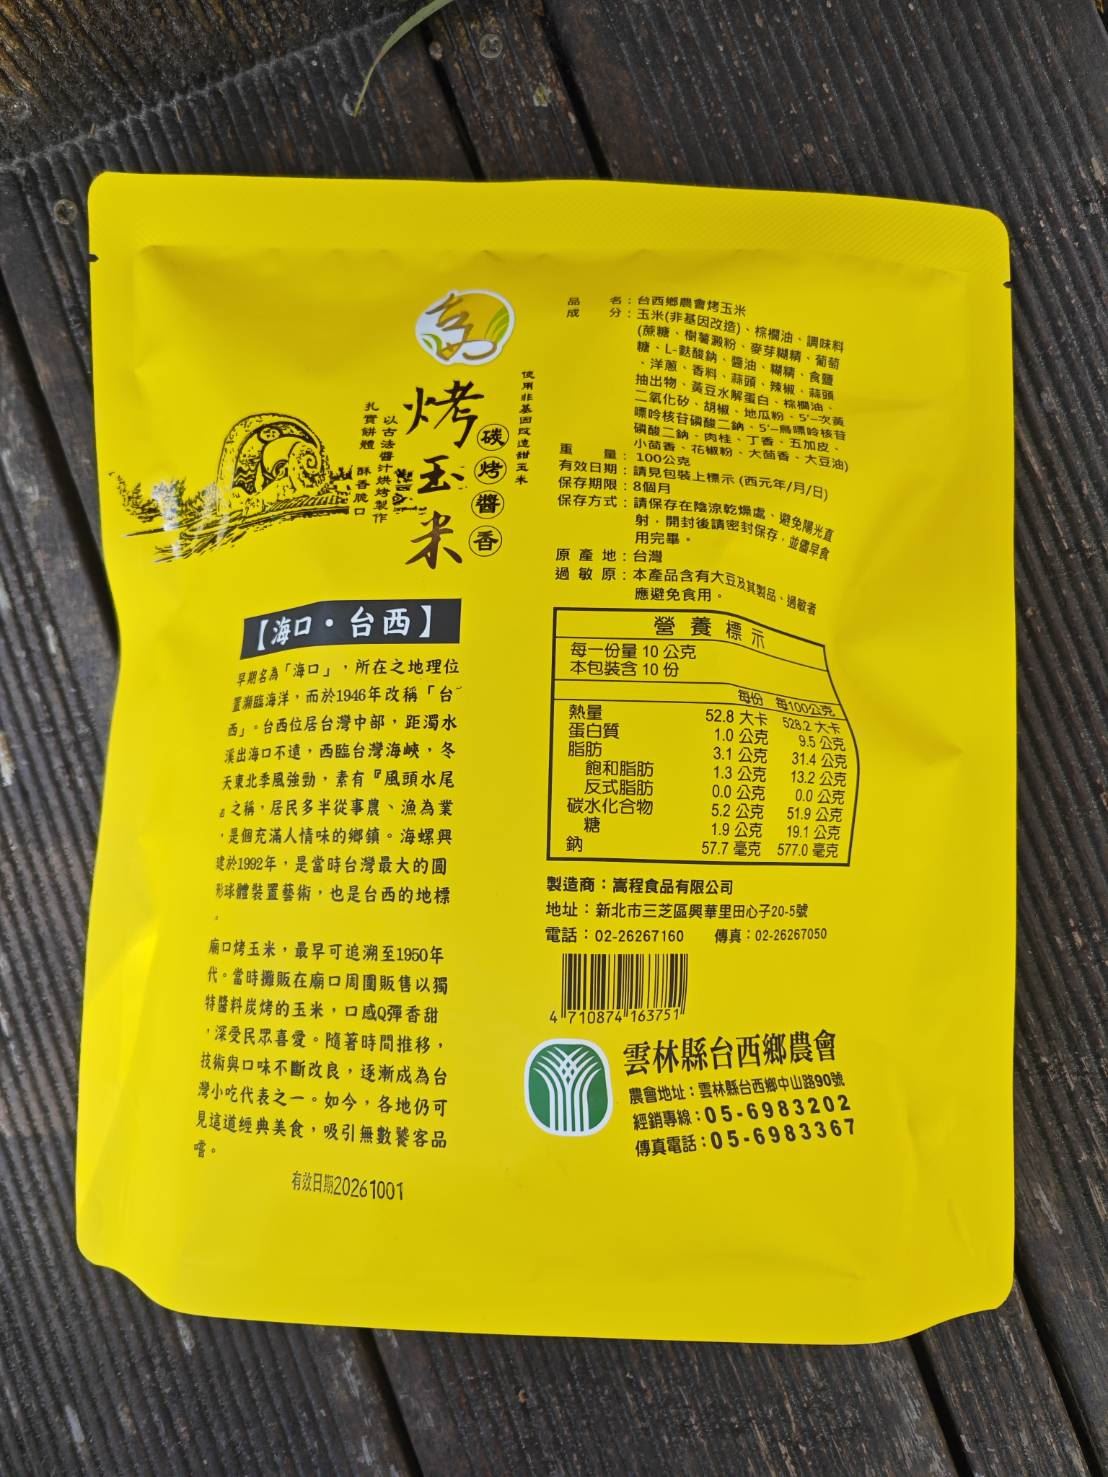 使用非基因改造甜玉米
烤玉米
碳烤醬香
以古法醬汁烘烤製作
扎實餅體 酥香脆口
【海口・台西】
早期名為「海口」,所在之地理位
置瀕臨海洋,而於1946年改稱「台
西」。台西位居台灣中部,距濁水
溪出海口不遠,西臨台灣海峽,冬
天東北季風強勁,素有『風頭水尾
』之稱,居民多半從事農、漁為業
,是個充滿人情味的鄉鎮。海螺興
建於1992年,是當時台灣最大的圓
形球體裝置藝術,也是台西的地標
。
廟口烤玉米,最早可追溯至1950年
代。當時攤販在廟口周圍販售以獨
特醬料炭烤的玉米,口感Q彈香甜
,深受民眾喜愛。隨著時間推移,
技術與口味不斷改良,逐漸成為台
灣小吃代表之一。如今,各地仍可
見這道經典美食,吸引無數饕客品
嚐。
有效日期20261001
品名:台西鄉農會烤玉米
成分:玉米(非基因改造)、棕櫚油、調味料
(蔗糖、樹薯澱粉、麥芽糊精、葡萄
糖、L-麩酸鈉、醬油、糊精、食鹽
、洋蔥、香料、蒜頭、辣椒、蒜頭
抽出物、黃豆水解蛋白、棕櫚油、
二氧化矽、胡椒、地瓜粉、5'-次黃
嘌呤核苷磷酸二鈉、5'-鳥嘌呤核苷
磷酸二鈉、肉桂、丁香、五加皮、
小茴香、花椒粉、大茴香、大豆油)
重量:100公克
有效日期:請見包裝上標示(西元年/月/日)
保存期限:8個月
保存方式:請保存在陰涼乾燥處、避免陽光直
射,開封後請密封保存,並儘早食
用完畢。
原產地:台灣
過敏原:本產品含有大豆及其製品、過敏者
應避免食用。
營養標示
每一份量 10 公克
本包裝含 10 份
每份 每100公克
熱量 52.8 大卡 528.2 大卡
蛋白質 1.0 公克 9.5 公克
脂肪 3.1 公克 31.4 公克
飽和脂肪 1.3 公克 13.2 公克
反式脂肪 0.0 公克 0.0 公克
碳水化合物 5.2 公克 51.9 公克
糖 1.9 公克 19.1 公克
鈉 57.7 毫克 577.0 毫克
製造商:嵩程食品有限公司
地址:新北市三芝區興華里田心子20-5號
電話:02-26267160 傳真:02-26267050
4 710874 163751
雲林縣台西鄉農會
農會地址:雲林縣台西鄉中山路90號
經銷專線:05-6983202
傳真電話:05-6983367